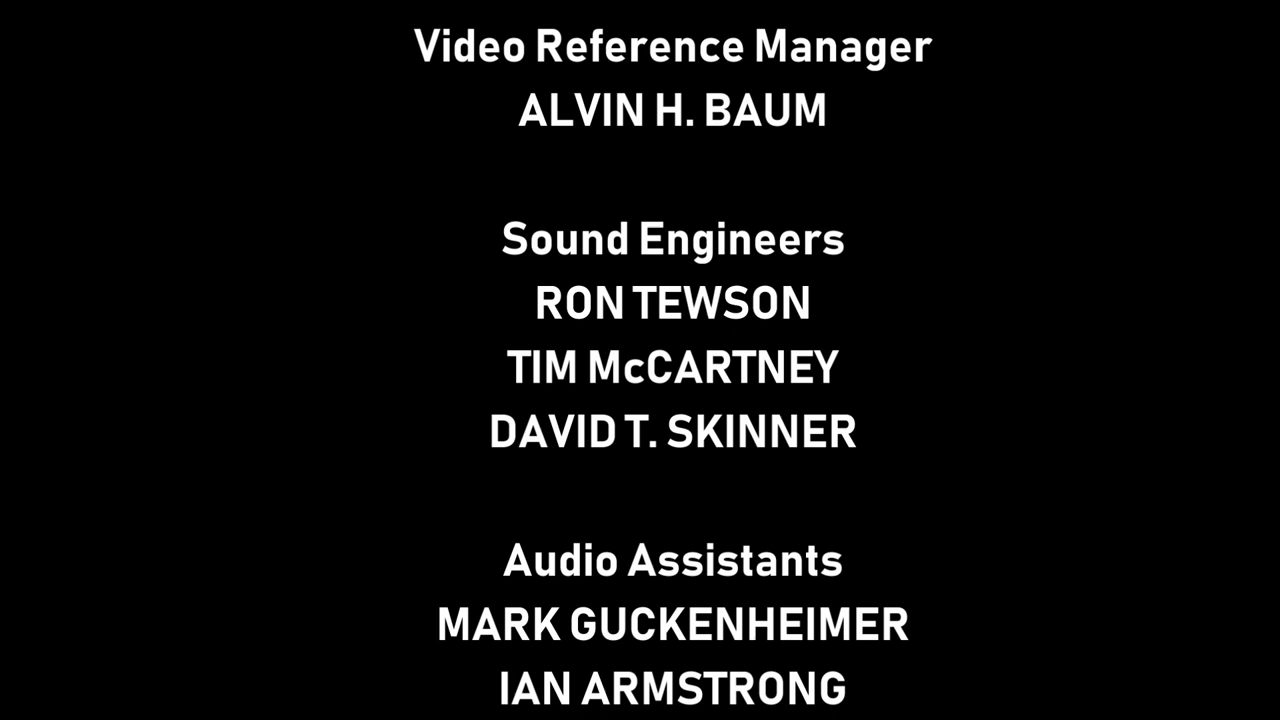 Video Reference Manager
ALVIN H. BAUM
Sound Engineers
RON TEWSON
TIM McCARTNEY
DAVID T. SKINNER
Audio Assistants
MARK GUCKENHEIMER
IAN ARMSTRONG